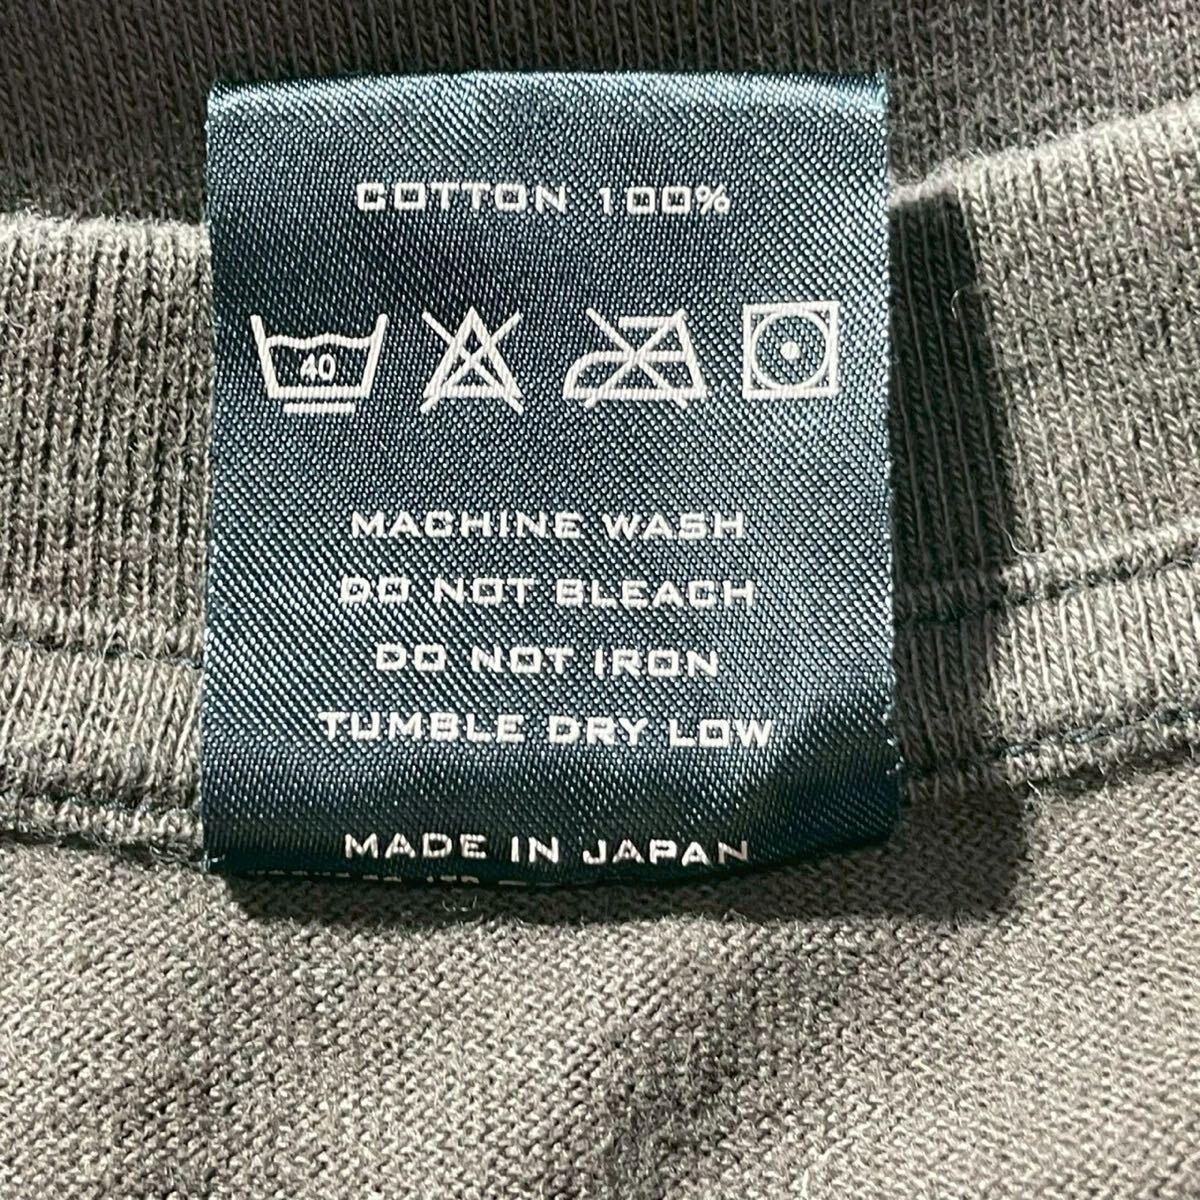 COTTON 100%
40
MACHINE WASH
DO NOT BLEACH
DO NOT IRON
TUMBLE DRY LOW
MADE IN JAPAN